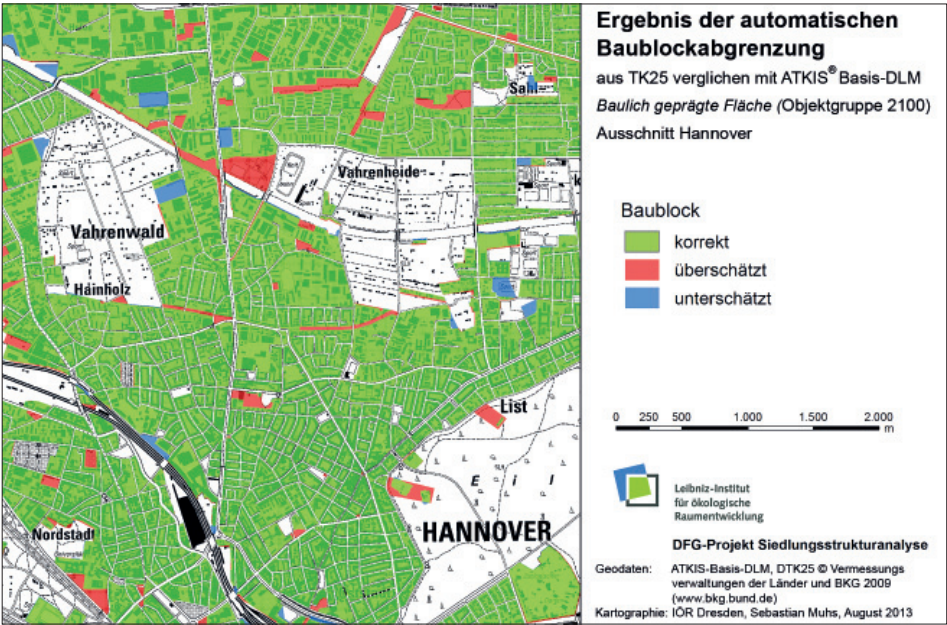 Ergebnis der automatischen
Baublockabgrenzung
aus TK25 verglichen mit ATKIS® Basis-DLM
Baulich geprägte Fläche (Objektgruppe 2100)
Ausschnitt Hannover
Baublock
korrekt
überschätzt
unterschätzt
0 250 500 1.000 1.500 2.000
m
Leibniz-Institut
für ökologische
Raumentwicklung
DFG-Projekt Siedlungsstrukturanalyse
Geodaten: ATKIS-Basis-DLM, DTK25 © Vermessungs
verwaltungen der Länder und BKG 2009
(www.bkg.bund.de)
Kartographie: IÖR Dresden, Sebastian Muhs, August 2013
Vahrenheide
Vahrenwald
Hainholz
List
E i l
HANNOVER
Nordstadt